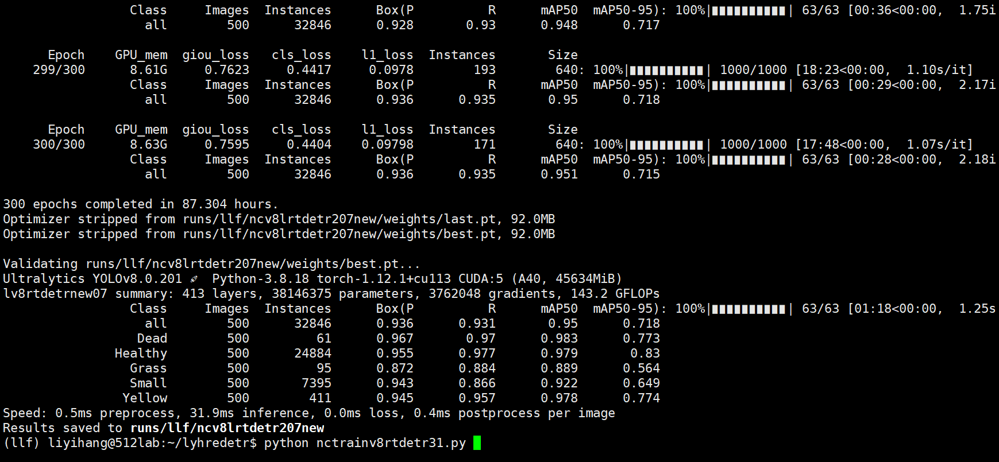 Class Images Instances Box(P R mAP50 mAP50-95): 100%|██████████| 63/63 [00:36<00:00, 1.75i
all 500 32846 0.928 0.93 0.948 0.717
Epoch GPU_mem giou_loss cls_loss l1_loss Instances Size
299/300 8.61G 0.7623 0.4417 0.0978 193 640: 100%|██████████| 1000/1000 [18:23<00:00, 1.10s/it]
Class Images Instances Box(P R mAP50 mAP50-95): 100%|██████████| 63/63 [00:29<00:00, 2.17i
all 500 32846 0.936 0.935 0.95 0.718
Epoch GPU_mem giou_loss cls_loss l1_loss Instances Size
300/300 8.63G 0.7595 0.4404 0.09798 171 640: 100%|██████████| 1000/1000 [17:48<00:00, 1.07s/it]
Class Images Instances Box(P R mAP50 mAP50-95): 100%|██████████| 63/63 [00:28<00:00, 2.18i
all 500 32846 0.936 0.935 0.951 0.715
300 epochs completed in 87.304 hours.
Optimizer stripped from runs/llf/ncv8lrtdetr207new/weights/last.pt, 92.0MB
Optimizer stripped from runs/llf/ncv8lrtdetr207new/weights/best.pt, 92.0MB
Validating runs/llf/ncv8lrtdetr207new/weights/best.pt...
Ultralytics YOLOv8.0.201 🚀 Python-3.8.18 torch-1.12.1+cu113 CUDA:5 (A40, 45634MiB)
lv8rtdetrnew07 summary: 413 layers, 38146375 parameters, 3762048 gradients, 143.2 GFLOPs
Class Images Instances Box(P R mAP50 mAP50-95): 100%|██████████| 63/63 [01:18<00:00, 1.25s
all 500 32846 0.936 0.931 0.95 0.718
Dead 500 61 0.967 0.97 0.983 0.773
Healthy 500 24884 0.955 0.977 0.979 0.83
Grass 500 95 0.872 0.884 0.889 0.564
Small 500 7395 0.943 0.866 0.922 0.649
Yellow 500 411 0.945 0.957 0.978 0.774
Speed: 0.5ms preprocess, 31.9ms inference, 0.0ms loss, 0.4ms postprocess per image
Results saved to runs/llf/ncv8lrtdetr207new
(llf) liyihang@512lab:~/lyhredetr$ python nctrainv8rtdetr31.py